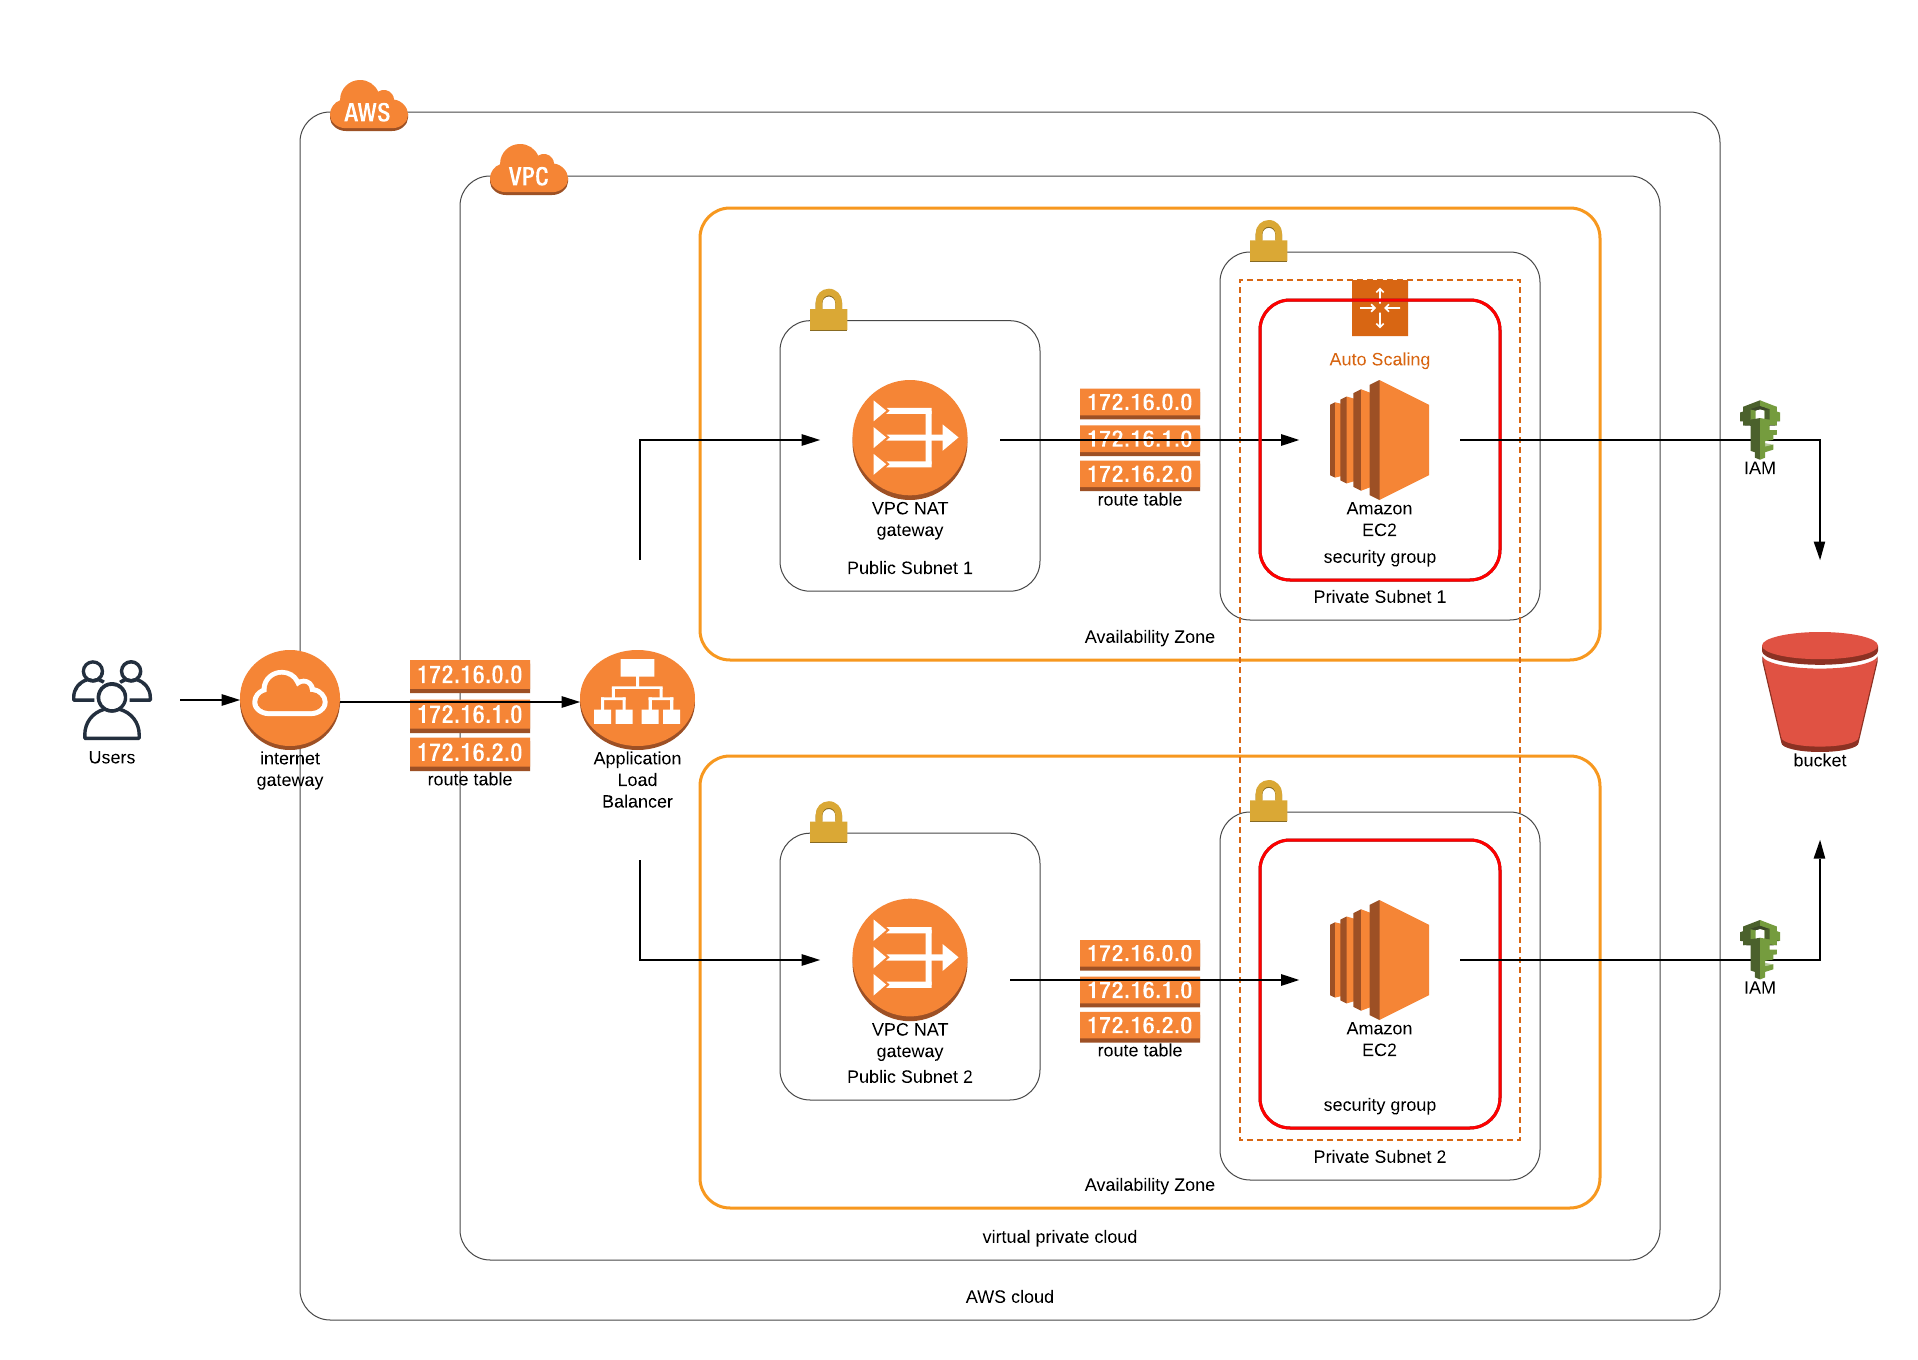 AWS
VPC
Auto Scaling
172.16.0.0
172.16.1.0
172.16.2.0
route table
VPC NAT
gateway
Public Subnet 1
Amazon
EC2
security group
Private Subnet 1
IAM
Availability Zone
Users
internet
gateway
172.16.0.0
172.16.1.0
172.16.2.0
route table
Application
Load
Balancer
bucket
172.16.0.0
172.16.1.0
172.16.2.0
route table
VPC NAT
gateway
Public Subnet 2
Amazon
EC2
security group
Private Subnet 2
IAM
Availability Zone
virtual private cloud
AWS cloud